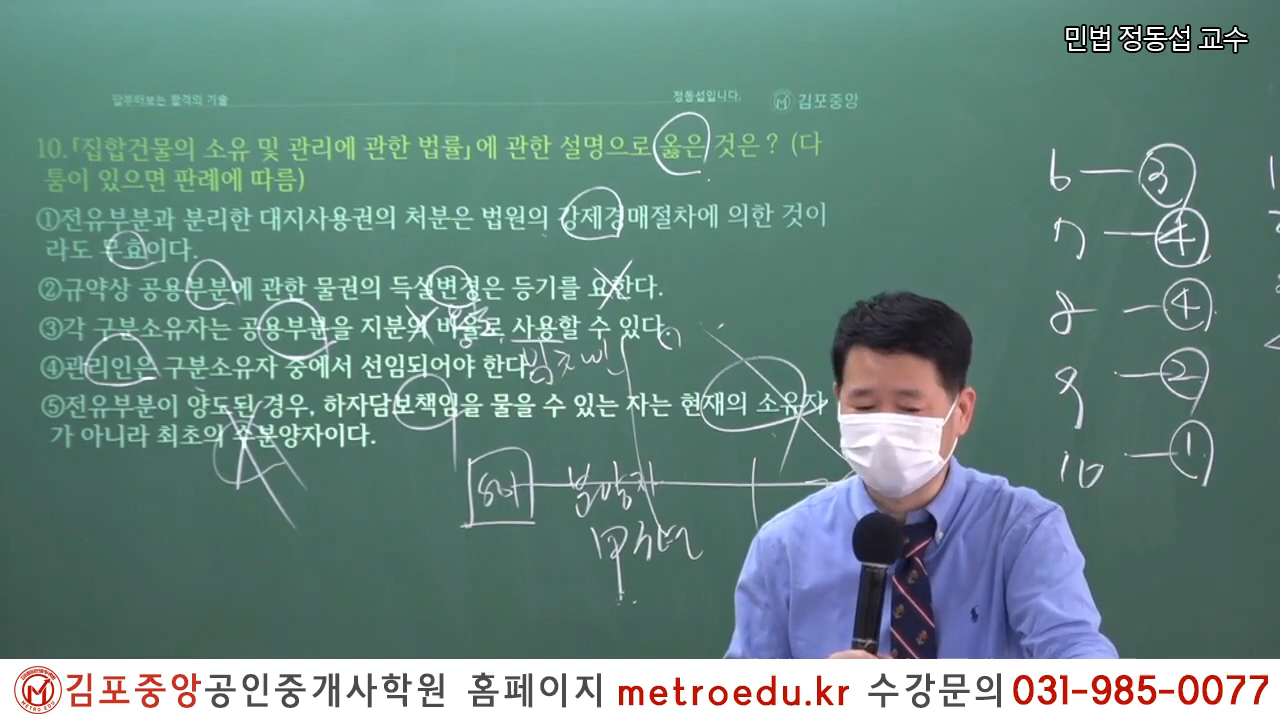 민법 정동섭 교수
답부터보는 합격의 기술
정동섭입니다.
김포중앙
10.「집합건물의 소유 및 관리에 관한 법률」에 관한 설명으로 옳은 것은? (다
툼이 있으면 판례에 따름)
①전유부분과 분리한 대지사용권의 처분은 법원의 강제경매절차에 의한 것이
라도 무효이다.
②규약상 공용부분에 관한 물권의 득실변경은 등기를 요한다.
③각 구분소유자는 공용부분을 지분의 비율로 사용할 수 있다.
④관리인은 구분소유자 중에서 선임되어야 한다.
⑤전유부분이 양도된 경우, 하자담보책임을 물을 수 있는 자는 현재의 소유자
가 아니라 최초의 수분양자이다.
분양자
6 — ③
7 — ④
8 — ④
9 — ②
10 — ①
김포중앙공인중개사학원 홈페이지 metroedu.kr 수강문의 031-985-0077